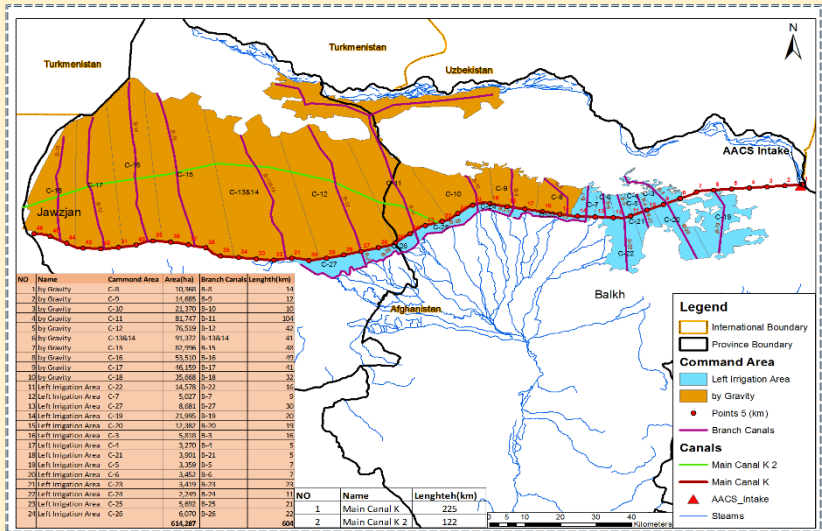 N
Turkmenistan
Turkmenistan
Uzbekistan
AACS Intake
C-18
C-17
C-16
C-15
C-13&14
C-12
C-11
C-10
C-9
C-8
C-7
C-21
C-20
C-19
C-22
C-27
C-26
Jawzjan
Balkh
Afghanistan
NO Name Cammond Area Area(ha) Branch Canals Lenghteth(km)
1 by Gravity C-8 10,368 B-8 14
2 by Gravity C-9 14,685 B-9 12
3 by Gravity C-10 21,370 B-10 10
4 by Gravity C-11 81,747 B-11 104
5 by Gravity C-12 76,519 B-12 42
6 by Gravity C-13&14 91,372 B-13&14 41
7 by Gravity C-15 82,996 B-15 48
8 by Gravity C-16 53,510 B-16 49
9 by Gravity C-17 46,159 B-17 41
10 by Gravity C-18 35,668 B-18 32
11 Left Irrigation Area C-22 14,578 B-22 16
12 Left Irrigation Area C-7 5,027 B-7 9
13 Left Irrigation Area C-27 8,681 B-27 30
14 Left Irrigation Area C-19 21,995 B-19 20
15 Left Irrigation Area C-20 12,382 B-20 19
16 Left Irrigation Area C-3 5,818 B-3 16
17 Left Irrigation Area C-4 3,270 B-4 5
18 Left Irrigation Area C-21 3,901 B-21 5
19 Left Irrigation Area C-5 3,359 B-5 7
20 Left Irrigation Area C-6 3,452 B-6 7
21 Left Irrigation Area C-23 3,419 B-23 23
22 Left Irrigation Area C-24 2,249 B-24 11
23 Left Irrigation Area C-25 5,692 B-25 21
24 Left Irrigation Area C-26 6,070 B-26 22
614,287 604
NO Name Lenghteh(km)
1 Main Canal K 225
2 Main Canal K 2 122
Legend
International Boundary
Province Boundary
Command Area
Left Irrigation Area
by Gravity
Points 5 (km)
Branch Canals
Canals
Main Canal K 2
Main Canal K
AACS_Intake
Steams
0 5 10 20 30 40
Kilometers